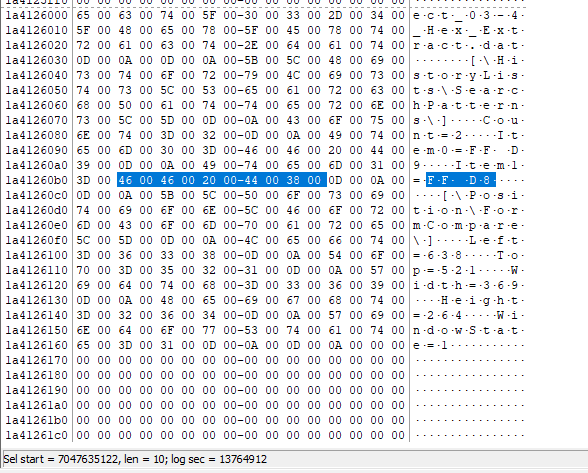 1a4126000 65 00 63 00 74 00 5F 00-30 00 33 00 2D 00 34 00 e·c·t·_·0·3·-·4·
1a4126010 5F 00 48 00 65 00 78 00-5F 00 45 00 78 00 74 00 _·H·e·x·_·E·x·t·
1a4126020 72 00 61 00 63 00 74 00-2E 00 64 00 61 00 74 00 r·a·c·t·.·d·a·t·
1a4126030 0D 00 0A 00 0D 00 0A 00-5B 00 5C 00 48 00 69 00 ········[·\·H·i·
1a4126040 73 00 74 00 6F 00 72 00-79 00 4C 00 69 00 73 00 s·t·o·r·y·L·i·s·
1a4126050 74 00 73 00 5C 00 53 00-65 00 61 00 72 00 63 00 t·s·\·S·e·a·r·c·
1a4126060 68 00 50 00 61 00 74 00-74 00 65 00 72 00 6E 00 h·P·a·t·t·e·r·n·
1a4126070 73 00 5C 00 5D 00 0D 00-0A 00 43 00 6F 00 75 00 s·\·]·····C·o·u·
1a4126080 6E 00 74 00 3D 00 32 00-0D 00 0A 00 49 00 74 00 n·t·=·2·····I·t·
1a4126090 65 00 6D 00 30 00 3D 00-46 00 46 00 20 00 44 00 e·m·0·=·F·F· ·D·
1a41260a0 39 00 0D 00 0A 00 49 00-74 00 65 00 6D 00 31 00 9·····I·t·e·m·1·
1a41260b0 3D 00 46 00 46 00 20 00-44 00 38 00 0D 00 0A 00 =·F·F· ·D·8·····
1a41260c0 0D 00 0A 00 5B 00 5C 00-50 00 6F 00 73 00 69 00 ····[·\·P·o·s·i·
1a41260d0 74 00 69 00 6F 00 6E 00-5C 00 46 00 6F 00 72 00 t·i·o·n·\·F·o·r·
1a41260e0 6D 00 43 00 6F 00 6D 00-70 00 61 00 72 00 65 00 m·C·o·m·p·a·r·e·
1a41260f0 5C 00 5D 00 0D 00 0A 00-4C 00 65 00 66 00 74 00 \·]·····L·e·f·t·
1a4126100 3D 00 36 00 33 00 38 00-0D 00 0A 00 54 00 6F 00 =·6·3·8·····T·o·
1a4126110 70 00 3D 00 35 00 32 00-31 00 0D 00 0A 00 57 00 p·=·5·2·1·····W·
1a4126120 69 00 64 00 74 00 68 00-3D 00 33 00 36 00 39 00 i·d·t·h·=·3·6·9·
1a4126130 0D 00 0A 00 48 00 65 00-69 00 67 00 68 00 74 00 ····H·e·i·g·h·t·
1a4126140 3D 00 32 00 36 00 34 00-0D 00 0A 00 57 00 69 00 =·2·6·4·····W·i·
1a4126150 6E 00 64 00 6F 00 77 00-53 00 74 00 61 00 74 00 n·d·o·w·S·t·a·t·
1a4126160 65 00 3D 00 31 00 0D 00-0A 00 00 00 00 00 00 00 e·=·1···········
1a4126170 00 00 00 00 00 00 00 00-00 00 00 00 00 00 00 00 ················
1a4126180 00 00 00 00 00 00 00 00-00 00 00 00 00 00 00 00 ················
1a4126190 00 00 00 00 00 00 00 00-00 00 00 00 00 00 00 00 ················
1a41261a0 00 00 00 00 00 00 00 00-00 00 00 00 00 00 00 00 ················
1a41261b0 00 00 00 00 00 00 00 00-00 00 00 00 00 00 00 00 ················
1a41261c0 00 00 00 00 00 00 00 00-00 00 00 00 00 00 00 00 ················
Sel start = 7047635122, len = 10; log sec = 13764912